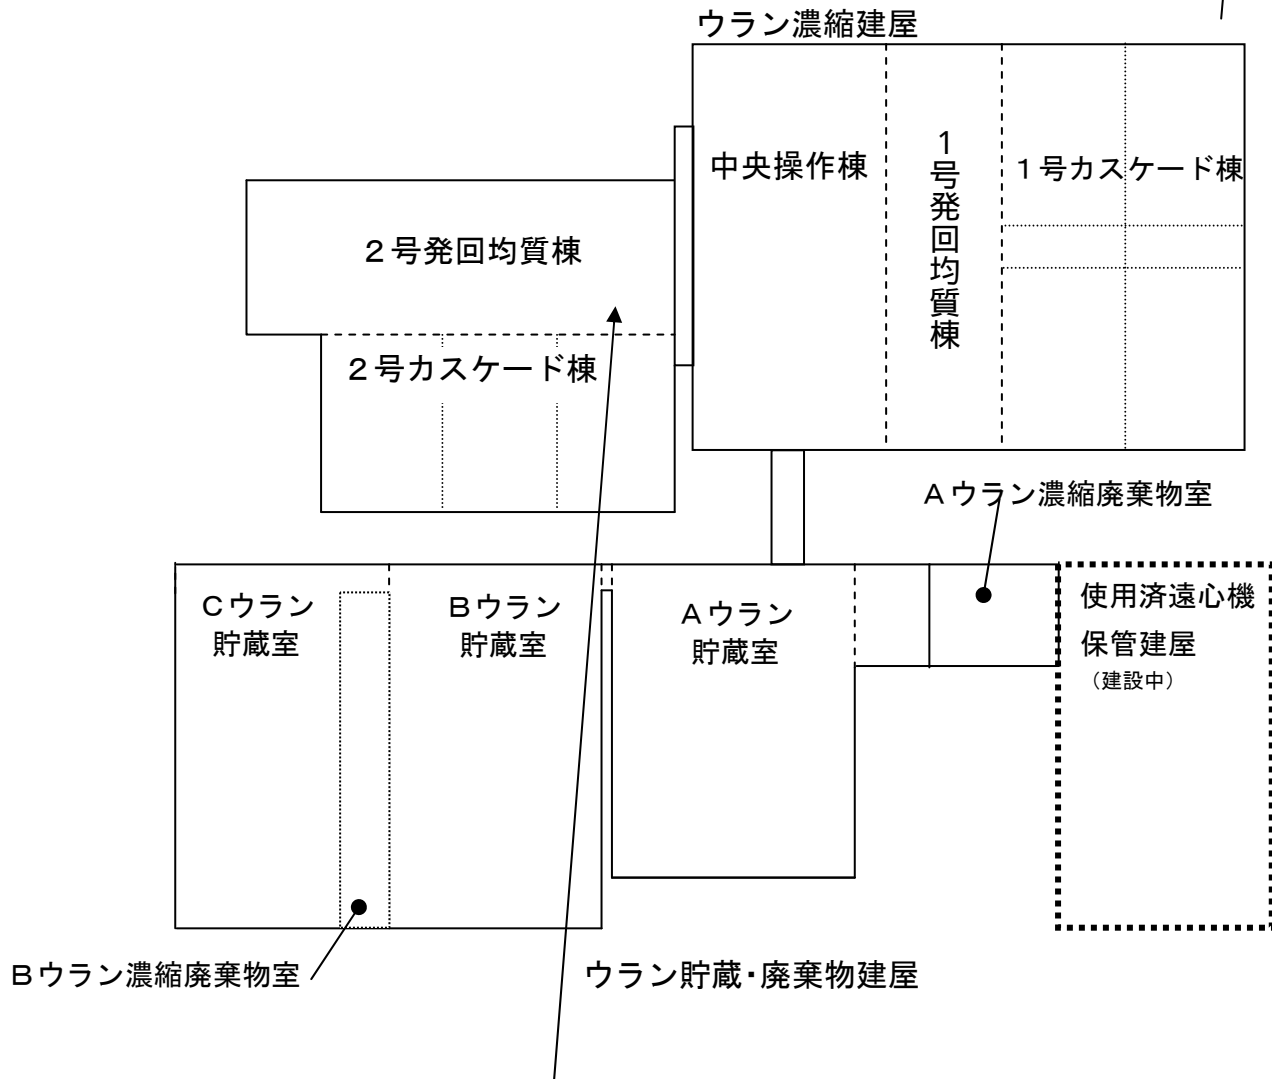 ウラン濃縮建屋
中央操作棟
1号発回均質棟
1号カスケード棟
２号発回均質棟
２号カスケード棟
Ａウラン濃縮廃棄物室
Ｃウラン
貯蔵室
Ｂウラン
貯蔵室
Ａウラン
貯蔵室
使用済遠心機
保管建屋
（建設中）
Ｂウラン濃縮廃棄物室
ウラン貯蔵・廃棄物建屋